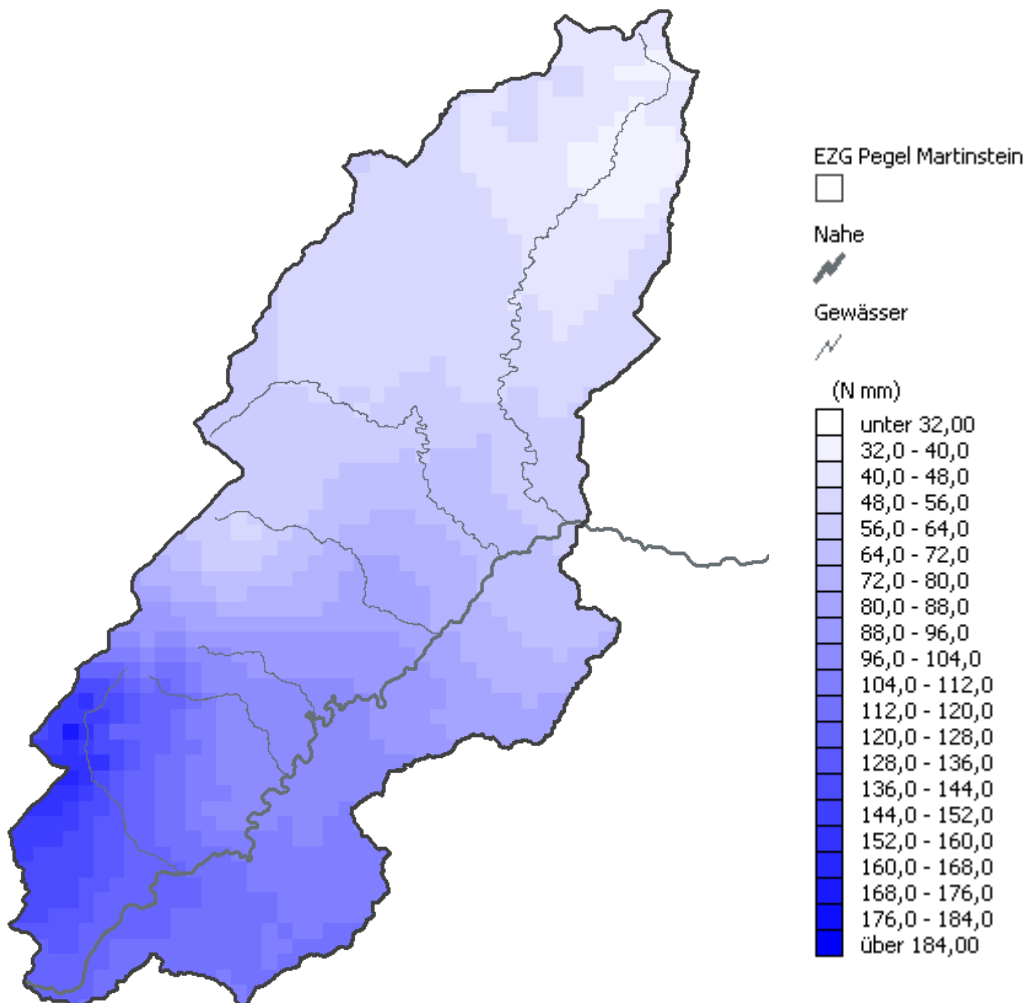 EZG Pegel Martinstein
Nahe
Gewässer
(N mm)
unter 32,00
32,0 - 40,0
40,0 - 48,0
48,0 - 56,0
56,0 - 64,0
64,0 - 72,0
72,0 - 80,0
80,0 - 88,0
88,0 - 96,0
96,0 - 104,0
104,0 - 112,0
112,0 - 120,0
120,0 - 128,0
128,0 - 136,0
136,0 - 144,0
144,0 - 152,0
152,0 - 160,0
160,0 - 168,0
168,0 - 176,0
176,0 - 184,0
über 184,00